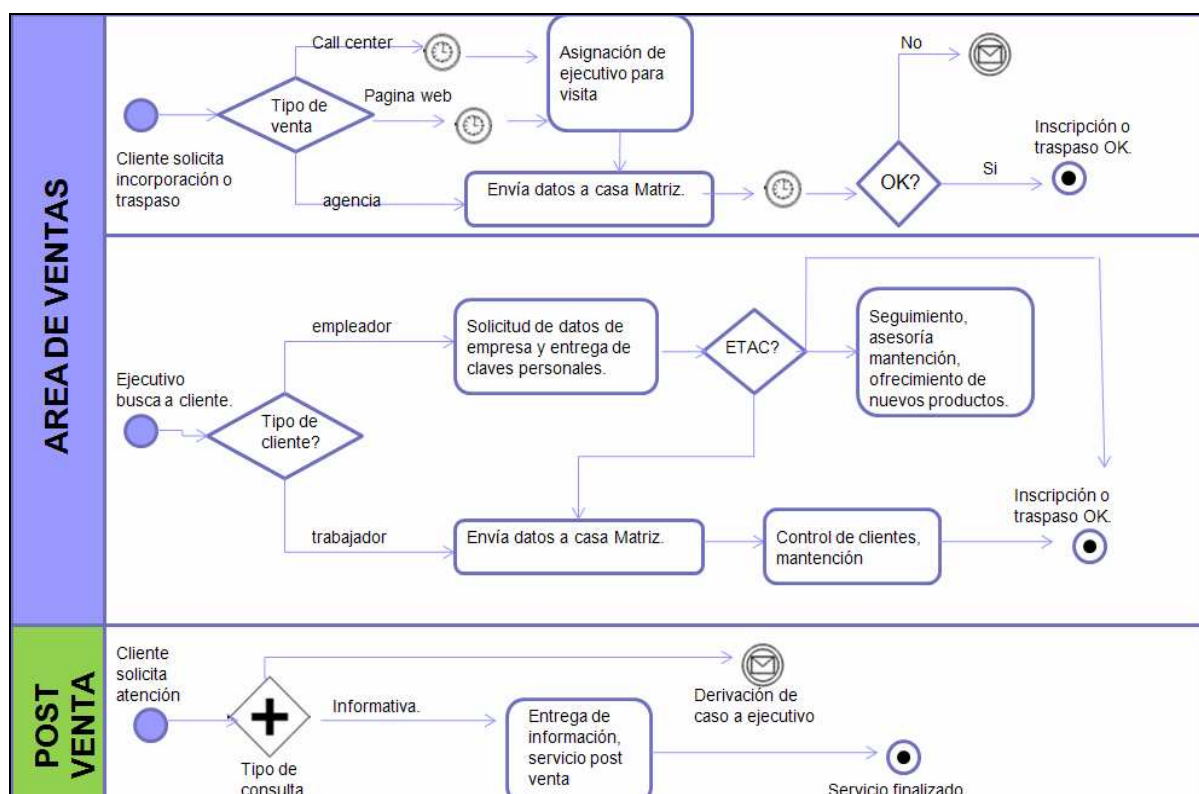 AREA DE VENTAS
Call center
Pagina web
Tipo de
venta
Cliente solicita
incorporación o
traspaso
agencia
Asignación de
ejecutivo para
visita
Envía datos a casa Matriz.
No
OK?
Si
Inscripción o
traspaso OK.
Ejecutivo
busca a cliente.
Tipo de
cliente?
empleador
trabajador
Solicitud de datos de
empresa y entrega de
claves personales.
ETAC?
Seguimiento,
asesoría
mantención,
ofrecimiento de
nuevos productos.
Envía datos a casa Matriz.
Control de clientes,
mantención
Inscripción o
traspaso OK.
POST
VENTA
Cliente
solicita
atención
Informativa.
Tipo de
consulta
Entrega de
información,
servicio post
venta
Derivación de
caso a ejecutivo
Servicio finalizado